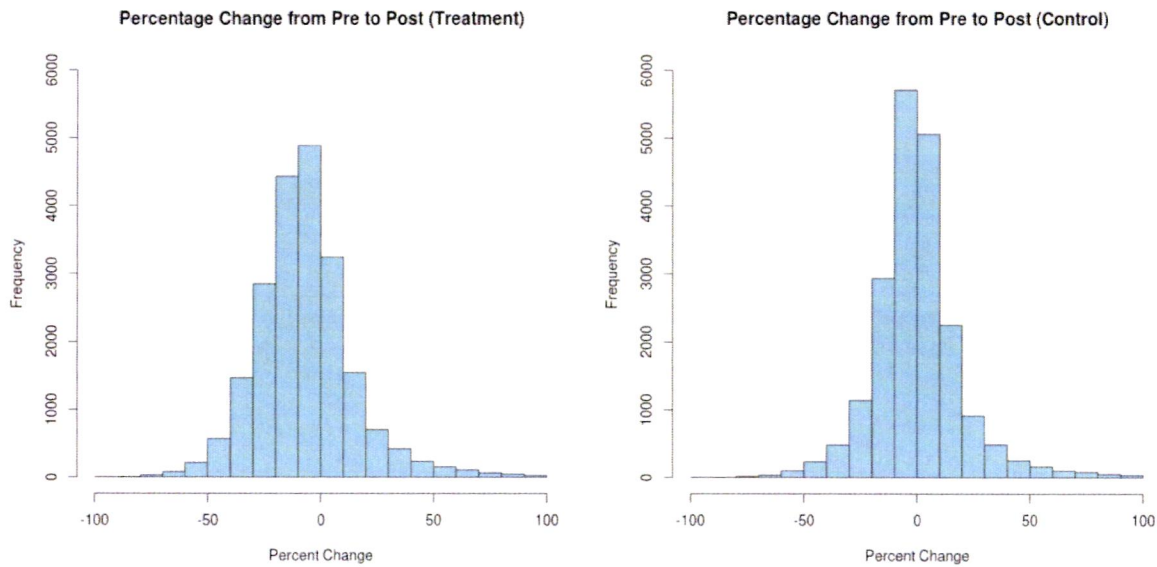 Percentage Change from Pre to Post (Treatment)
6000
5000
4000
3000
2000
1000
0
Frequency
-100 -50 0 50 100
Percent Change
Percentage Change from Pre to Post (Control)
6000
5000
4000
3000
2000
1000
0
Frequency
-100 -50 0 50 100
Percent Change